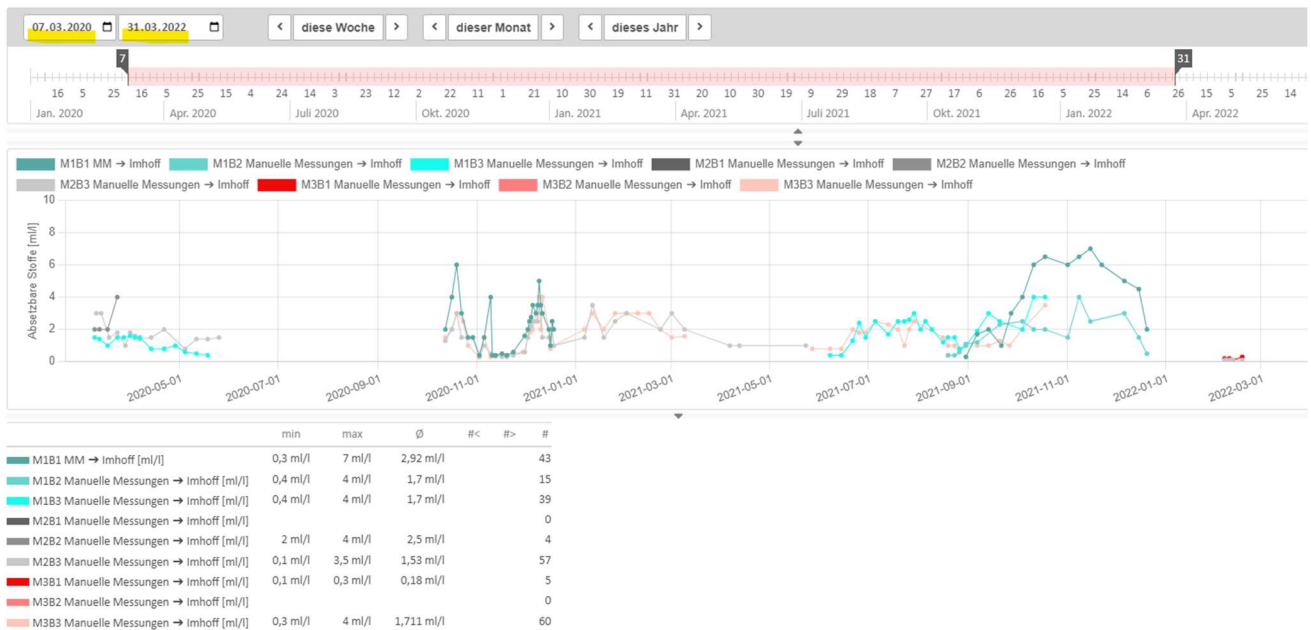 07.03.2020 31.03.2022 < diese Woche > < dieser Monat > < dieses Jahr >
7 31
16 5 25 16 5 25 15 4 24 14 3 23 12 2 22 11 1 21 10 30 19 11 31 20 10 30 19 9 29 18 7 27 17 6 26 16 5 25 14 6 26 15 5 25 14
Jan. 2020 Apr. 2020 Juli 2020 Okt. 2020 Jan. 2021 Apr. 2021 Juli 2021 Okt. 2021 Jan. 2022 Apr. 2022
M1B1 MM → Imhoff M1B2 Manuelle Messungen → Imhoff M1B3 Manuelle Messungen → Imhoff M2B1 Manuelle Messungen → Imhoff M2B2 Manuelle Messungen → Imhoff
M2B3 Manuelle Messungen → Imhoff M3B1 Manuelle Messungen → Imhoff M3B2 Manuelle Messungen → Imhoff M3B3 Manuelle Messungen → Imhoff
Absetzbare Stoffe [ml/l]
10
8
6
4
2
0
2020-05-01 2020-07-01 2020-09-01 2020-11-01 2021-01-01 2021-03-01 2021-05-01 2021-07-01 2021-09-01 2021-11-01 2022-01-01 2022-03-01
min max Ø #< #> #
M1B1 MM → Imhoff [ml/l] 0,3 ml/l 7 ml/l 2,92 ml/l 43
M1B2 Manuelle Messungen → Imhoff [ml/l] 0,4 ml/l 4 ml/l 1,7 ml/l 15
M1B3 Manuelle Messungen → Imhoff [ml/l] 0,4 ml/l 4 ml/l 1,7 ml/l 39
M2B1 Manuelle Messungen → Imhoff [ml/l] 0
M2B2 Manuelle Messungen → Imhoff [ml/l] 2 ml/l 4 ml/l 2,5 ml/l 4
M2B3 Manuelle Messungen → Imhoff [ml/l] 0,1 ml/l 3,5 ml/l 1,53 ml/l 57
M3B1 Manuelle Messungen → Imhoff [ml/l] 0,1 ml/l 0,3 ml/l 0,18 ml/l 5
M3B2 Manuelle Messungen → Imhoff [ml/l] 0
M3B3 Manuelle Messungen → Imhoff [ml/l] 0,3 ml/l 4 ml/l 1,711 ml/l 60